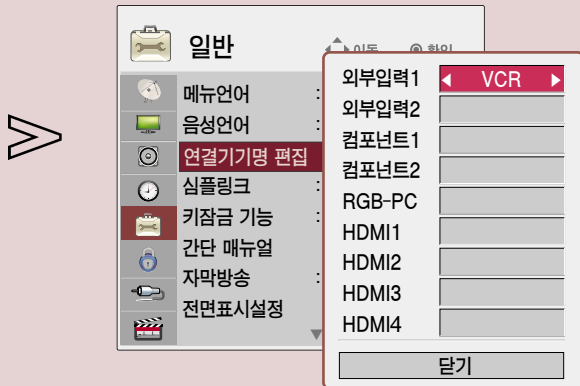 일반
이동 ◉ 확인
메뉴언어 :
음성언어 :
연결기기명 편집
심플링크 :
키잠금 기능 :
간단 매뉴얼
자막방송 :
전면표시설정
외부입력1 VCR
외부입력2
컴포넌트1
컴포넌트2
RGB-PC
HDMI1
HDMI2
HDMI3
HDMI4
닫기